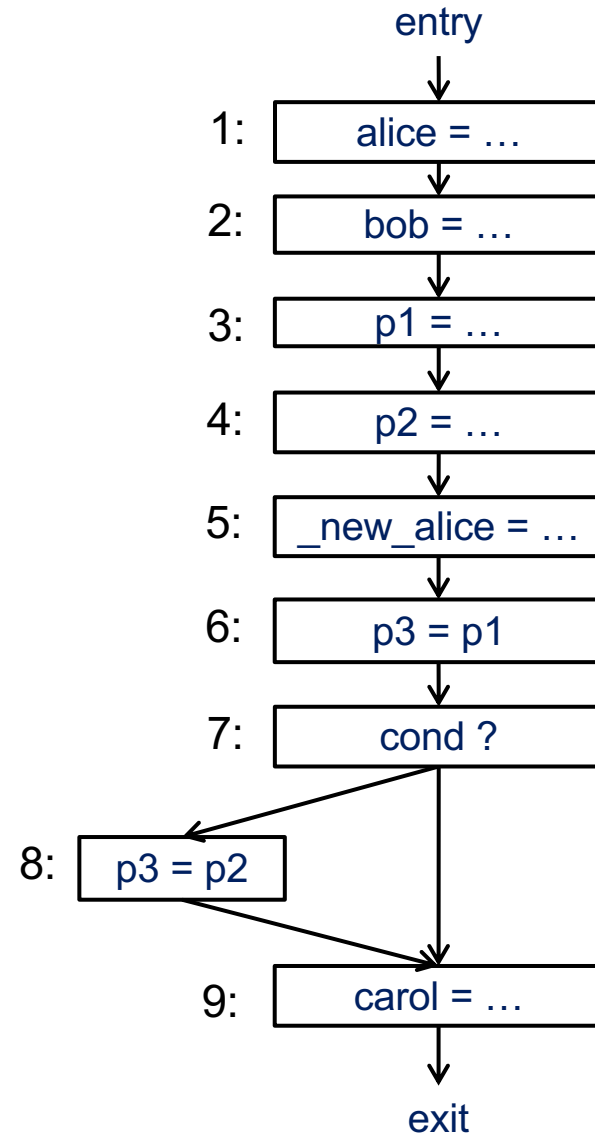 entry
1: alice = …
2: bob = …
3: p1 = …
4: p2 = …
5: _new_alice = …
6: p3 = p1
7: cond ?
8: p3 = p2
9: carol = …
exit